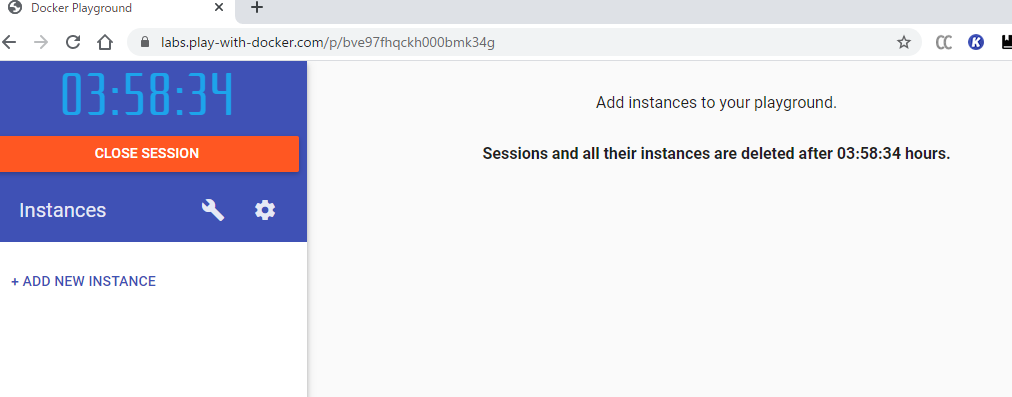 Docker Playground
labs.play-with-docker.com/p/bve97fhqckh000bmk34g
CC
K
03:58:34
CLOSE SESSION
Instances
+ ADD NEW INSTANCE
Add instances to your playground.
Sessions and all their instances are deleted after 03:58:34 hours.